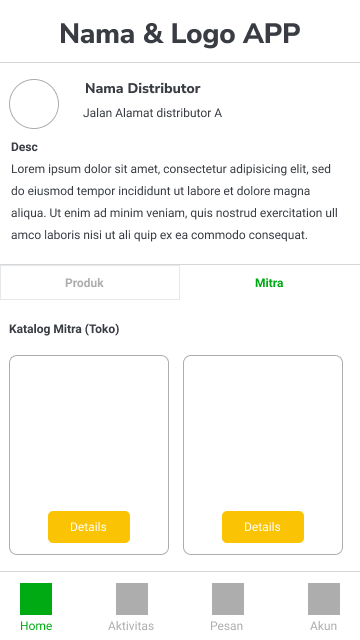 Nama & Logo APP
Nama Distributor
Jalan Alamat distributor A
Desc
Lorem ipsum dolor sit amet, consectetur adipisicing elit, sed
do eiusmod tempor incididunt ut labore et dolore magna
aliqua. Ut enim ad minim veniam, quis nostrud exercitation ull
amco laboris nisi ut ali quip ex ea commodo consequat.
Produk
Mitra
Katalog Mitra (Toko)
Details
Details
Home
Aktivitas
Pesan
Akun